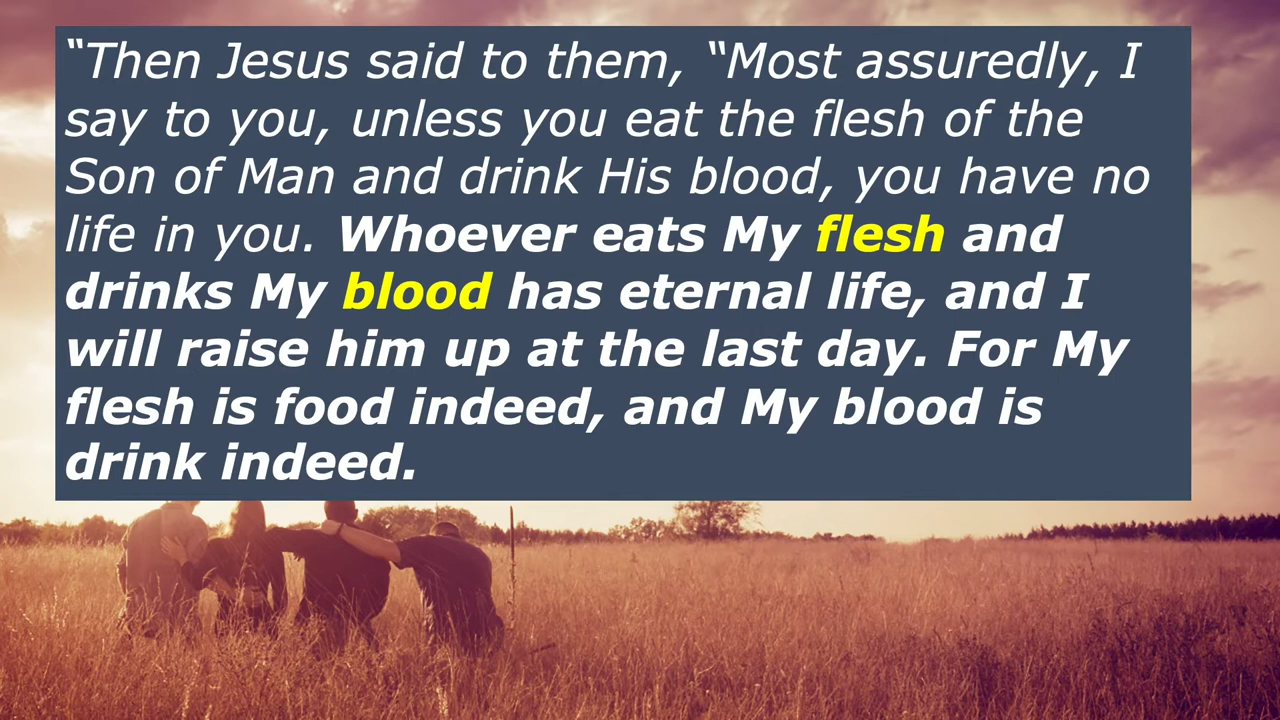 “Then Jesus said to them, “Most assuredly, I
say to you, unless you eat the flesh of the
Son of Man and drink His blood, you have no
life in you. Whoever eats My flesh and
drinks My blood has eternal life, and I
will raise him up at the last day. For My
flesh is food indeed, and My blood is
drink indeed.